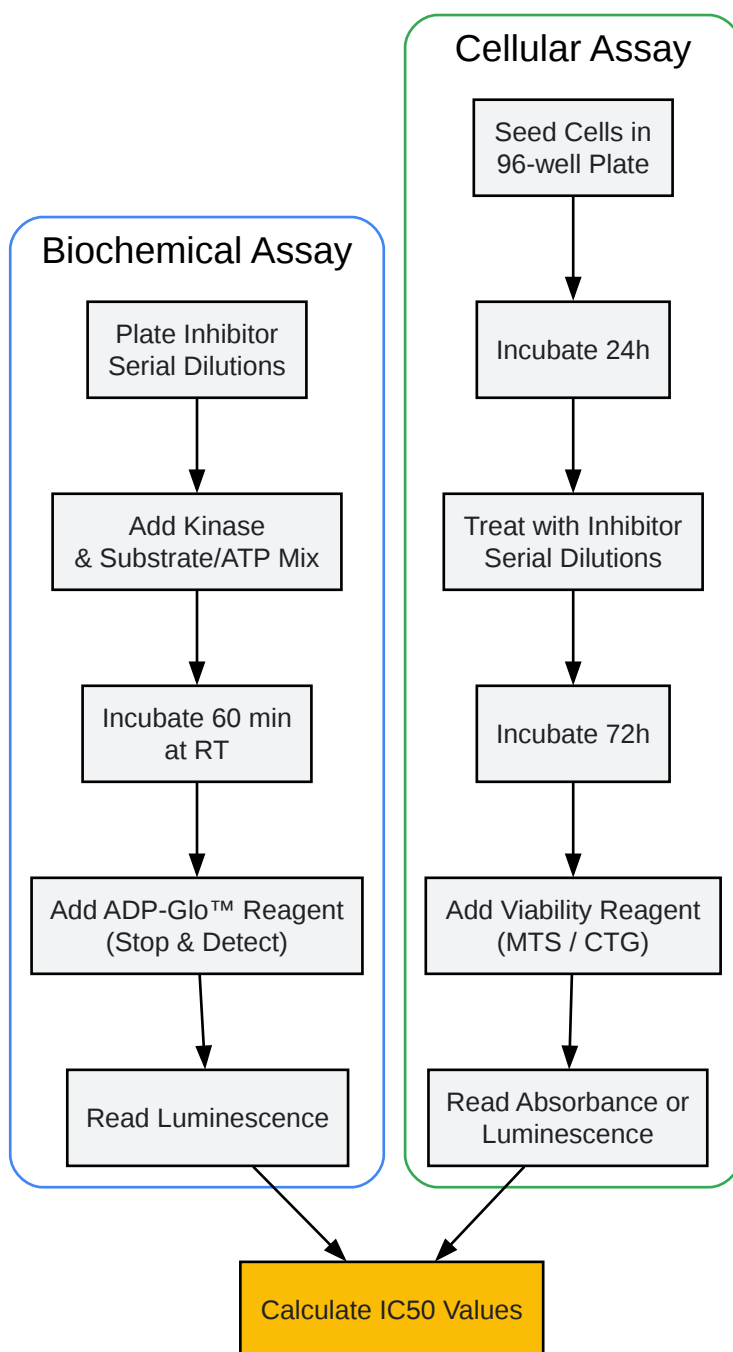 Biochemical Assay
Plate Inhibitor
Serial Dilutions
Add Kinase
& Substrate/ATP Mix
Incubate 60 min
at RT
Add ADP-Glo™ Reagent
(Stop & Detect)
Read Luminescence
Cellular Assay
Seed Cells in
96-well Plate
Incubate 24h
Treat with Inhibitor
Serial Dilutions
Incubate 72h
Add Viability Reagent
(MTS / CTG)
Read Absorbance or
Luminescence
Calculate IC50 Values